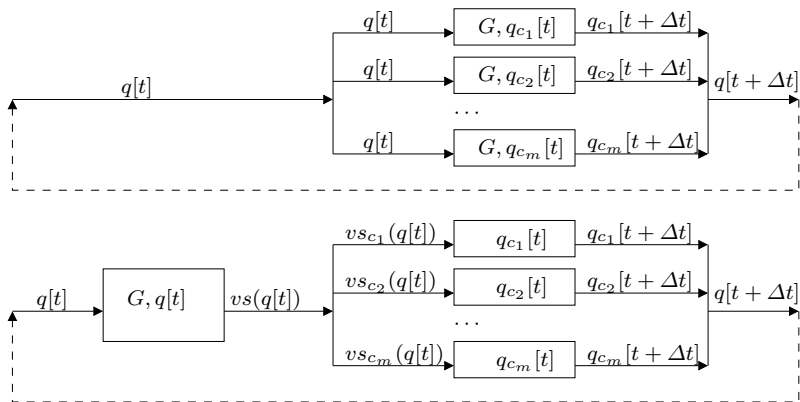 q[t] G, q_{c_1}[t] q_{c_1}[t + Δt]
q[t] G, q_{c_2}[t] q_{c_2}[t + Δt]
q[t] q[t + Δt]
...
q[t] G, q_{c_m}[t] q_{c_m}[t + Δt]
vs_{c_1}(q[t]) q_{c_1}[t] q_{c_1}[t + Δt]
vs_{c_2}(q[t]) q_{c_2}[t] q_{c_2}[t + Δt]
q[t] G, q[t] vs(q[t]) q[t + Δt]
...
vs_{c_m}(q[t]) q_{c_m}[t] q_{c_m}[t + Δt]